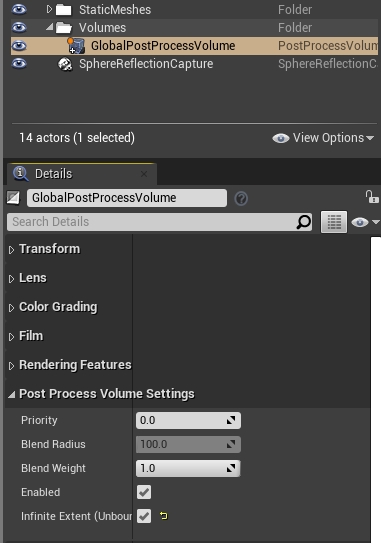 StaticMeshes Folder
Volumes Folder
GlobalPostProcessVolume PostProcessVolum
SphereReflectionCapture SphereReflectionC
14 actors (1 selected) View Options
Details
GlobalPostProcessVolume
Search Details
Transform
Lens
Color Grading
Film
Rendering Features
Post Process Volume Settings
Priority 0.0
Blend Radius 100.0
Blend Weight 1.0
Enabled
Infinite Extent (Unbour